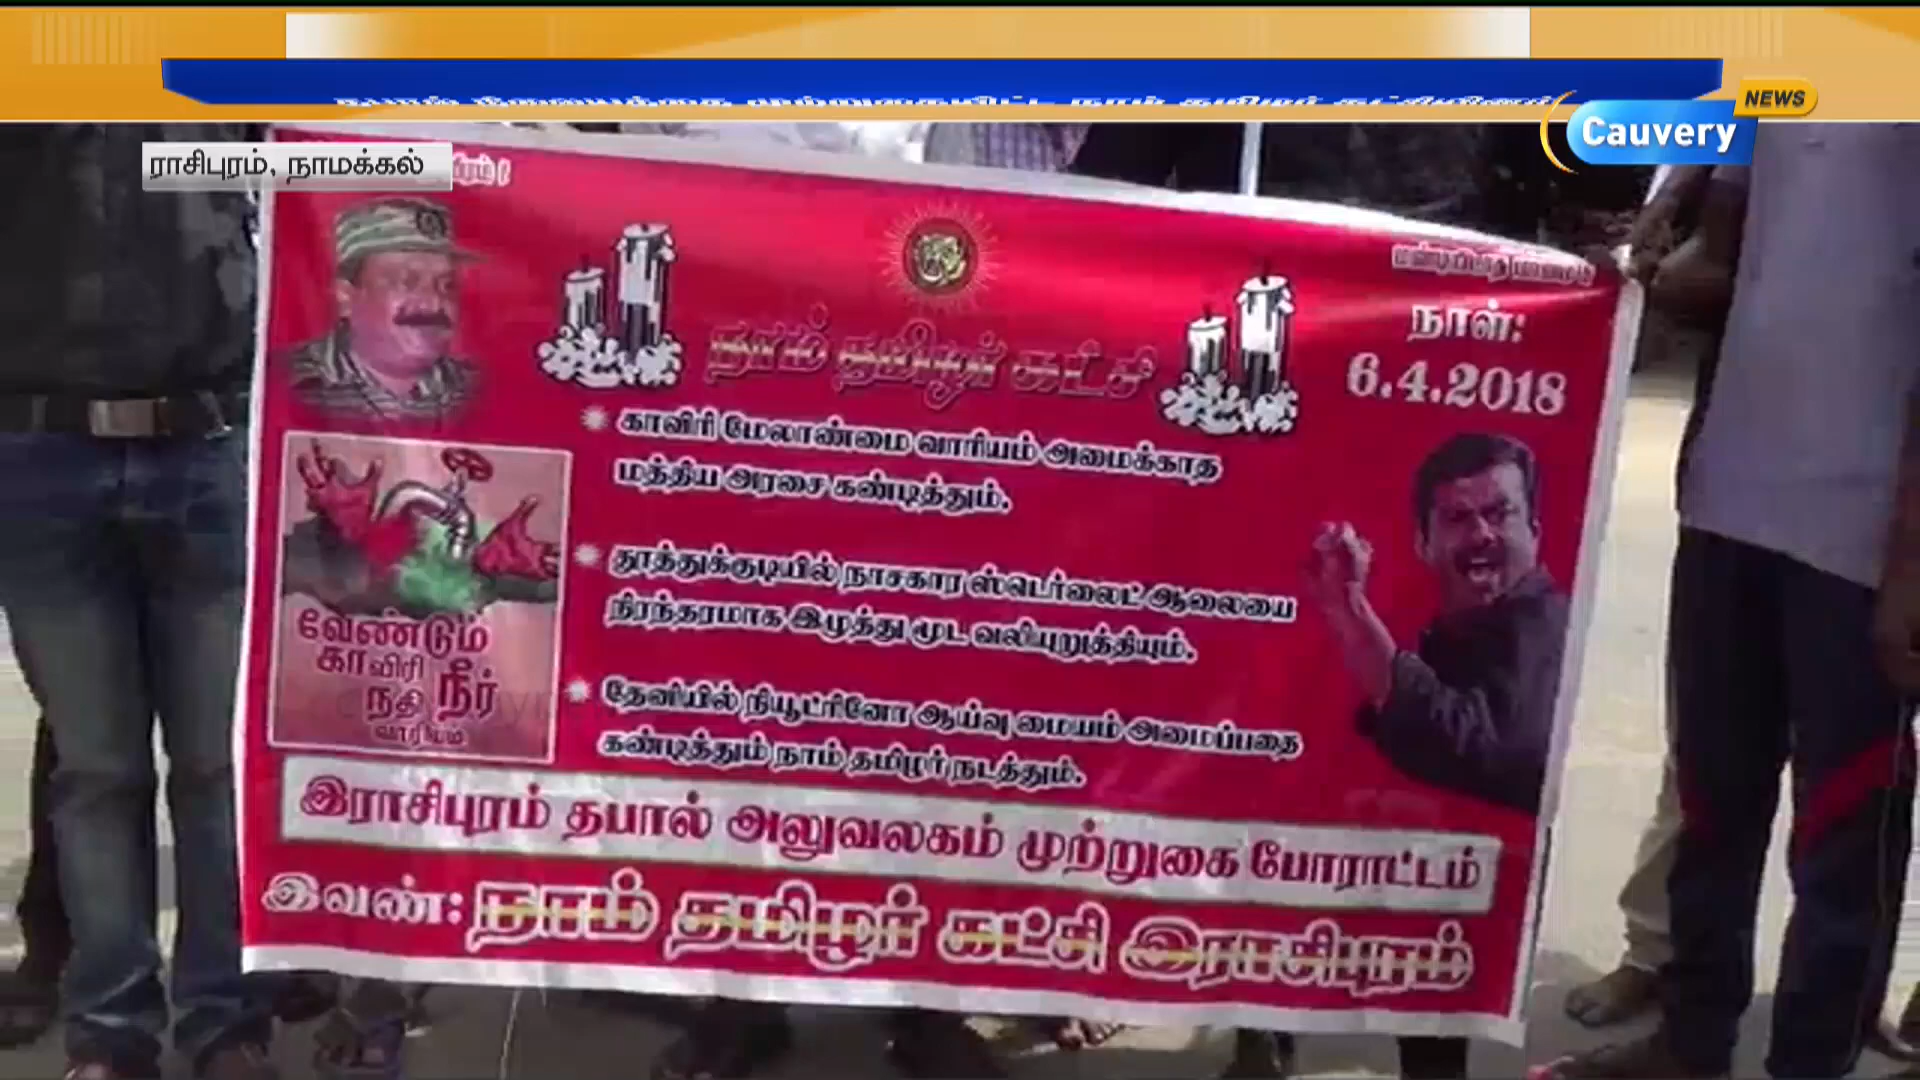 NEWS
Cauvery
ராசிபுரம், நாமக்கல்
நாள்:
6.4.2018
நாம் தமிழர் கட்சி
காவிரி மேலாண்மை வாரியம் அமைக்காத
மத்திய அரசை கண்டித்தும்.
தூத்துக்குடியில் நாசகார ஸ்டெர்லைட் ஆலையை
நிரந்தரமாக இழுத்து மூட வலியுறுத்தியும்.
தேனியில் நியூட்ரினோ ஆய்வு மையம் அமைப்பதை
கண்டித்தும் நாம் தமிழர் நடத்தும்.
வேண்டும்
காவிரி
நதி நீர்
வாரியம்
இராசிபுரம் தபால் அலுவலகம் முற்றுகை போராட்டம்
இவண்: நாம் தமிழர் கட்சி இராசிபுரம்